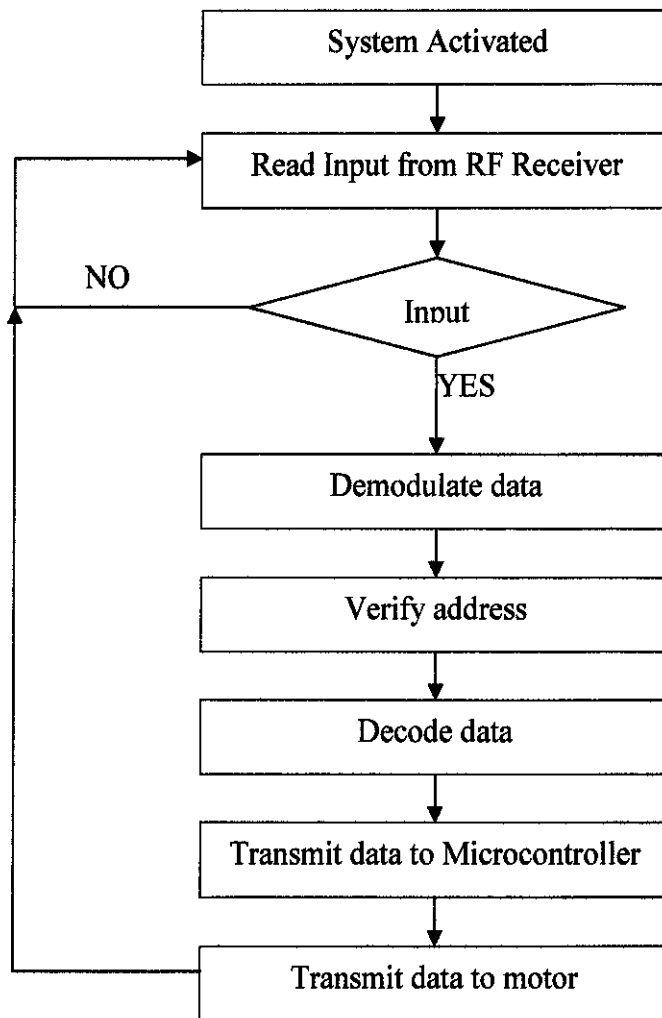 System Activated
Read Input from RF Receiver
NO
Input
YES
Demodulate data
Verify address
Decode data
Transmit data to Microcontroller
Transmit data to motor